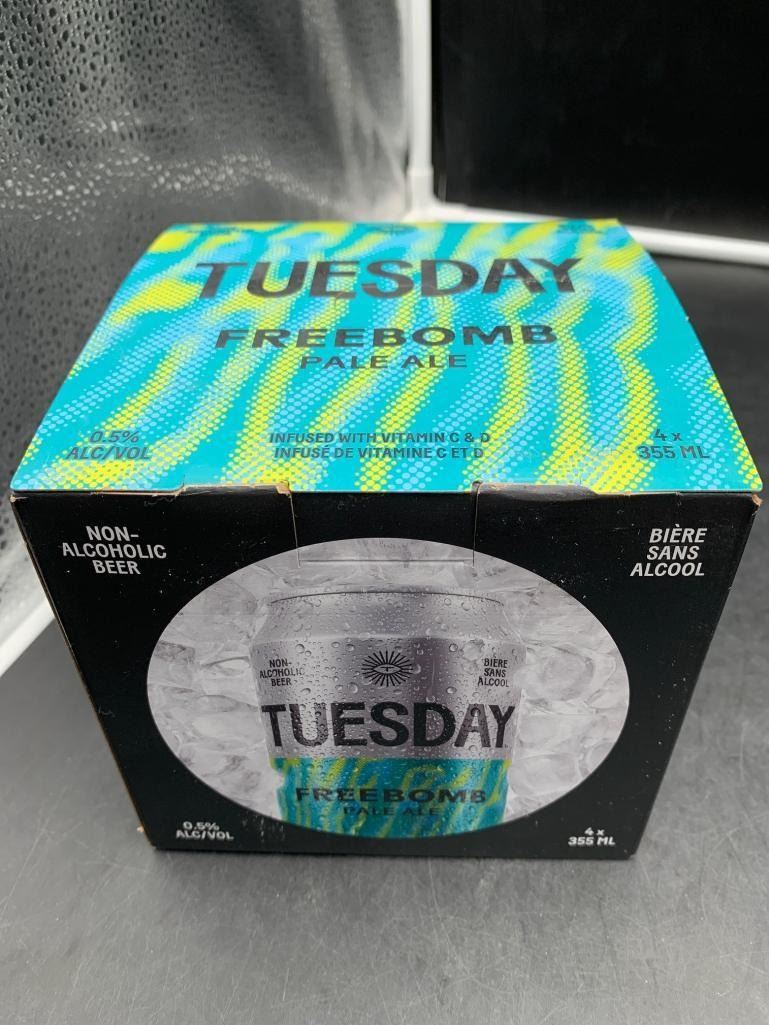 TUESDAY
FREEBOMB
PALE ALE
0.5%
ALC/VOL
INFUSED WITH VITAMIN C & D
INFUSÉ DE VITAMINE C ET D
4 x
355 ML
NON-
ALCOHOLIC
BEER
BIÈRE
SANS
ALCOOL
NON-
ALCOHOLIC
BEER
BIÈRE
SANS
ALCOOL
TUESDAY
FREEBOMB
PALE ALE
0.5%
ALC/VOL
4 x
355 ML